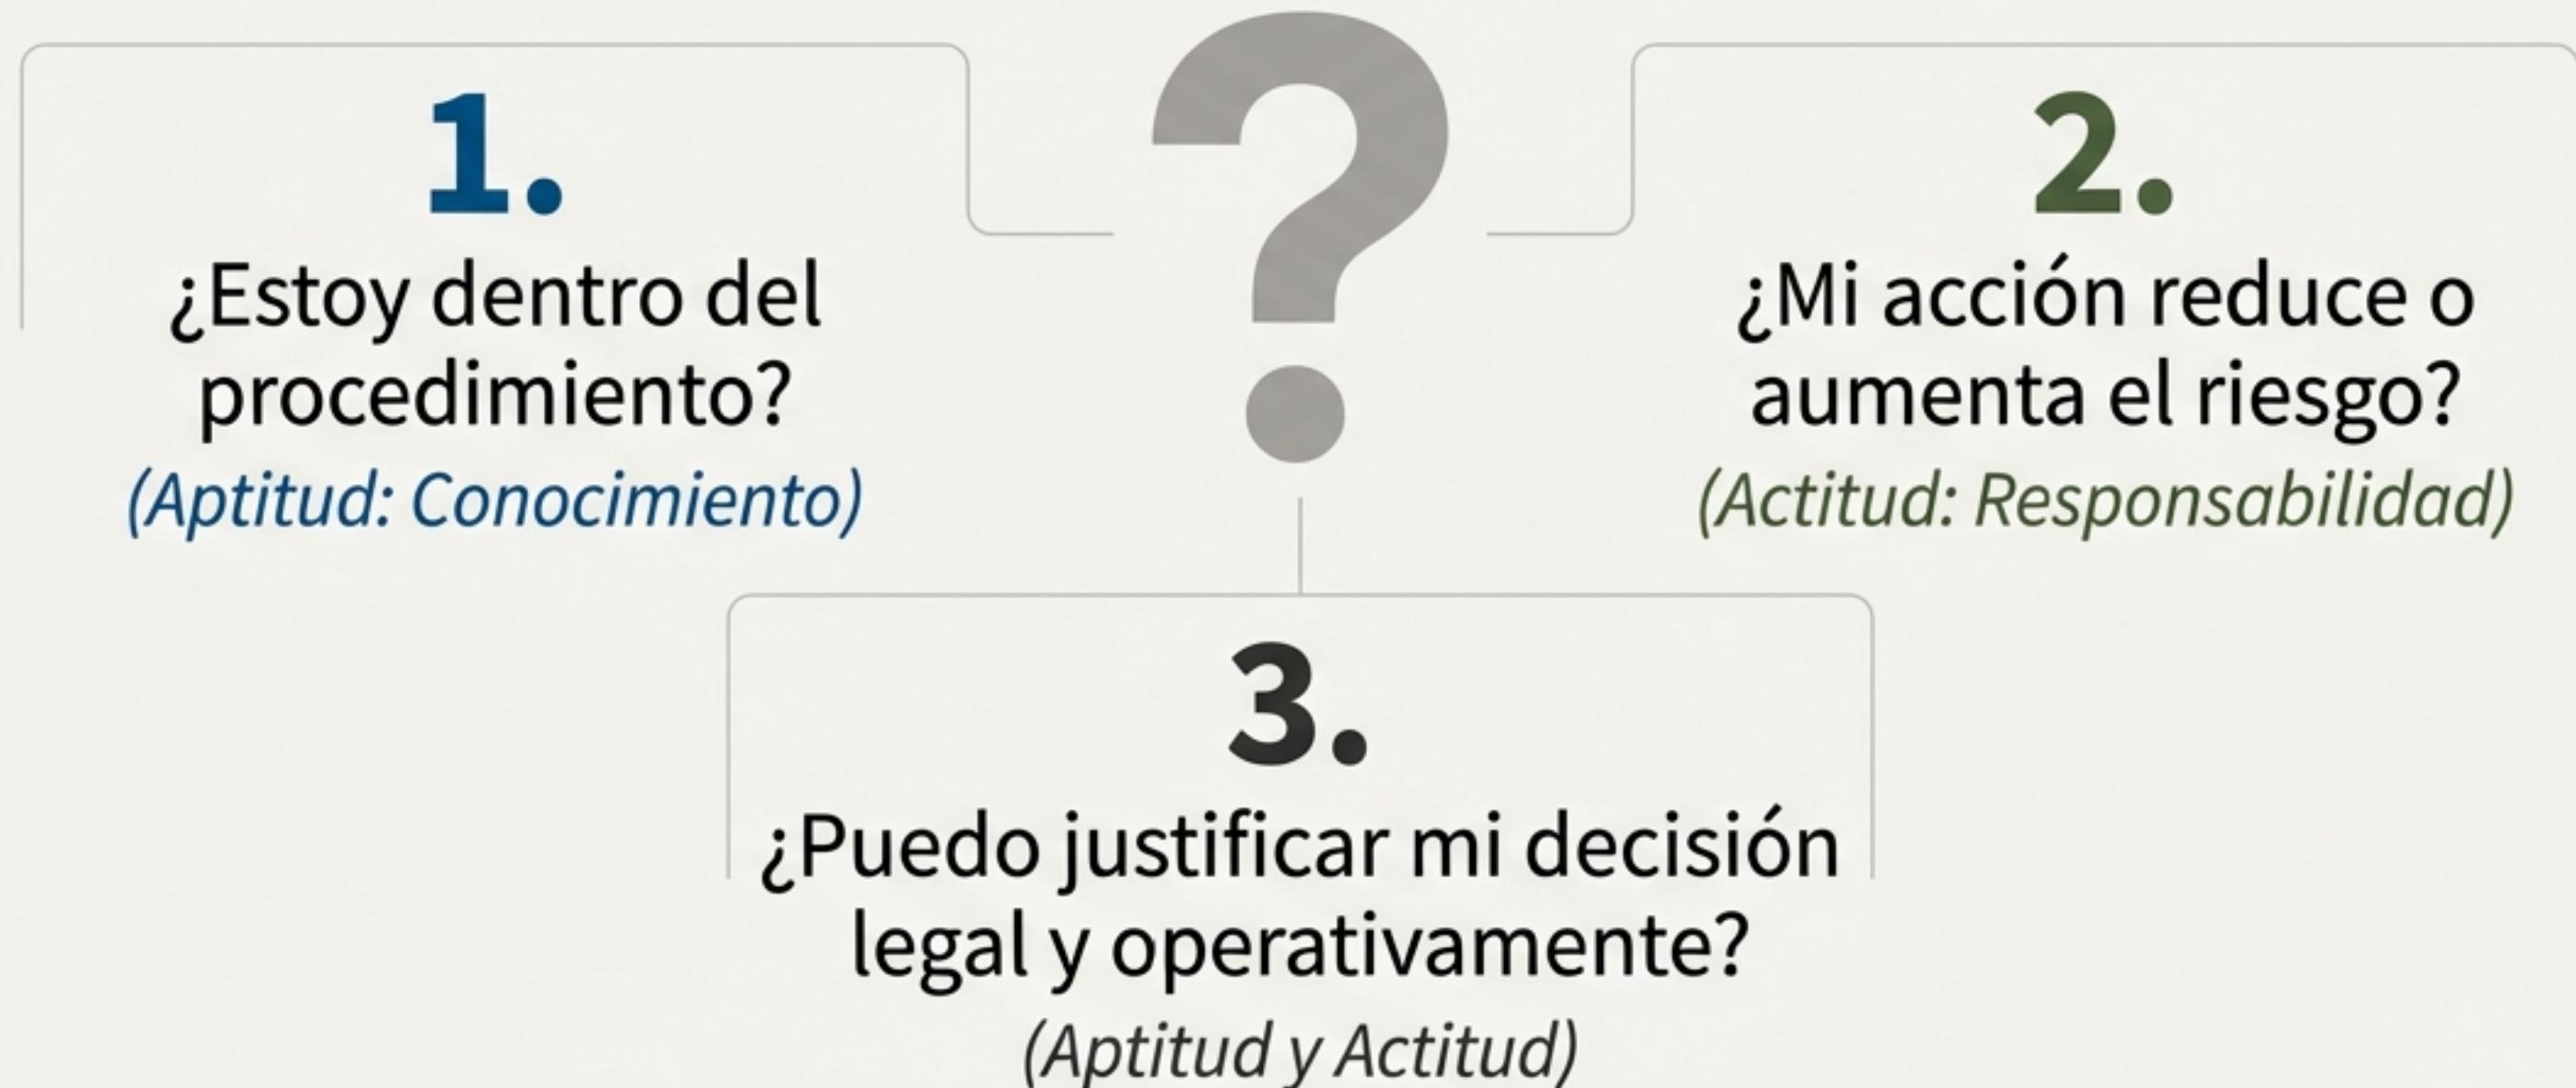 1.
¿Estoy dentro del
procedimiento?
(Aptitud: Conocimiento)
?
2.
¿Mi acción reduce o
aumenta el riesgo?
(Actitud: Responsabilidad)
3.
¿Puedo justificar mi decisión
legal y operativamente?
(Aptitud y Actitud)